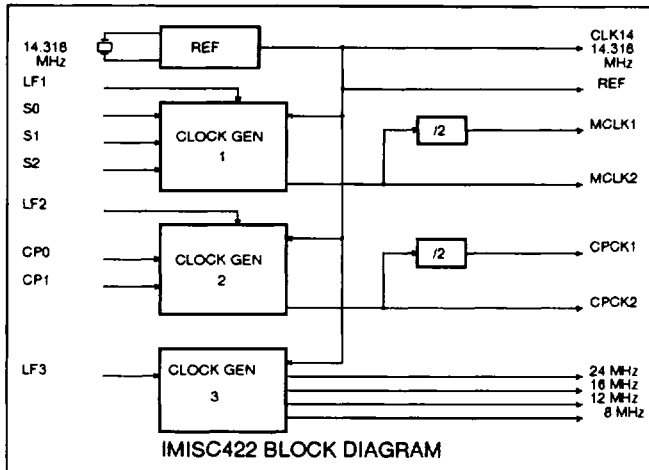 14.318
MHz
REF
CLK14
14.318
MHz
REF
LF1
S0
S1
S2
CLOCK GEN
1
/2
MCLK1
MCLK2
LF2
CP0
CP1
CLOCK GEN
2
/2
CPCK1
CPCK2
LF3
CLOCK GEN
3
24 MHz
16 MHz
12 MHz
8 MHz
IMISC422 BLOCK DIAGRAM